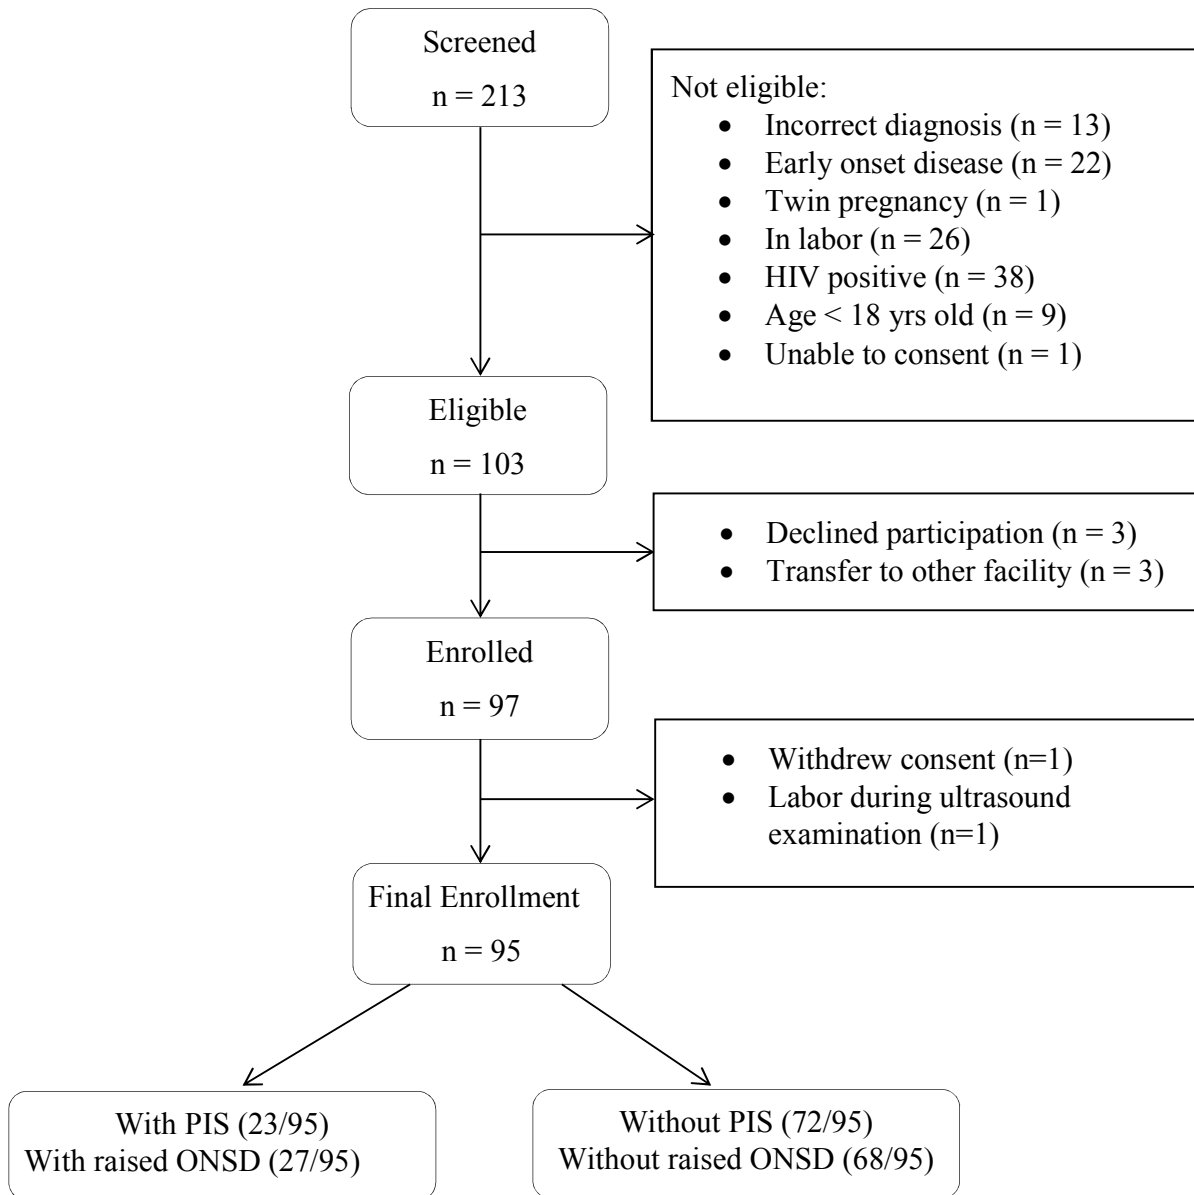 Screened
n = 213
Not eligible:
• Incorrect diagnosis (n = 13)
• Early onset disease (n = 22)
• Twin pregnancy (n = 1)
• In labor (n = 26)
• HIV positive (n = 38)
• Age < 18 yrs old (n = 9)
• Unable to consent (n = 1)
Eligible
n = 103
• Declined participation (n = 3)
• Transfer to other facility (n = 3)
Enrolled
n = 97
• Withdrew consent (n=1)
• Labor during ultrasound
examination (n=1)
Final Enrollment
n = 95
With PIS (23/95)
With raised ONSD (27/95)
Without PIS (72/95)
Without raised ONSD (68/95)